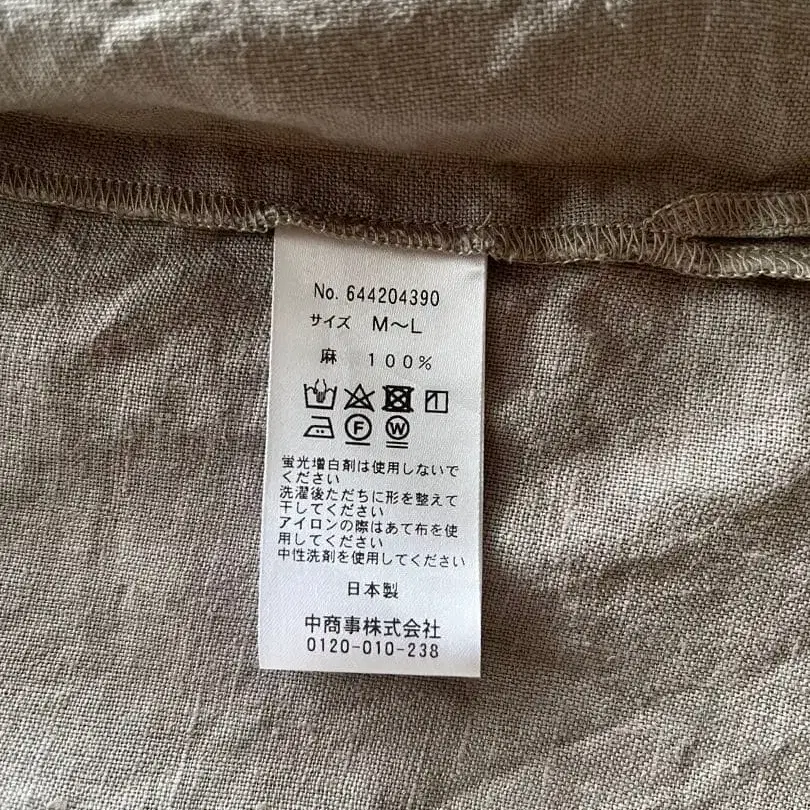 No. 644204390
サイズ M～L
麻 100%
F W
蛍光増白剤は使用しないで
ください
洗濯後ただちに形を整えて
干してください
アイロンの際はあて布を使
用してください
中性洗剤を使用してください
日本製
中商事株式会社
0120-010-238